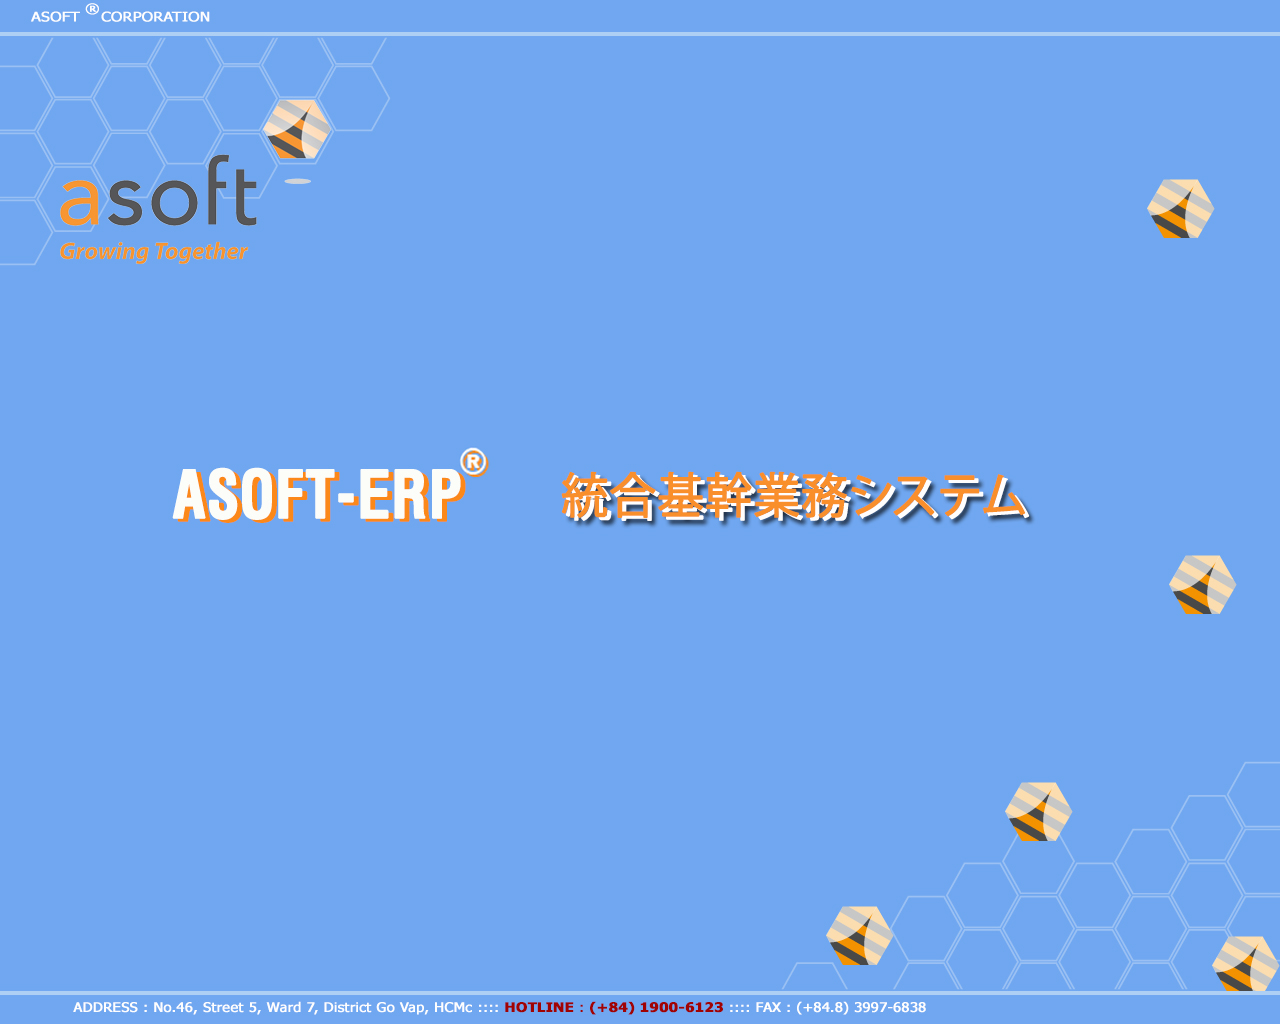 ASOFT ®CORPORATION
asoft
Growing Together
ASOFT-ERP® 統合基幹業務システム
ADDRESS : No.46, Street 5, Ward 7, District Go Vap, HCMc :::: HOTLINE : (+84) 1900-6123 :::: FAX : (+84.8) 3997-6838